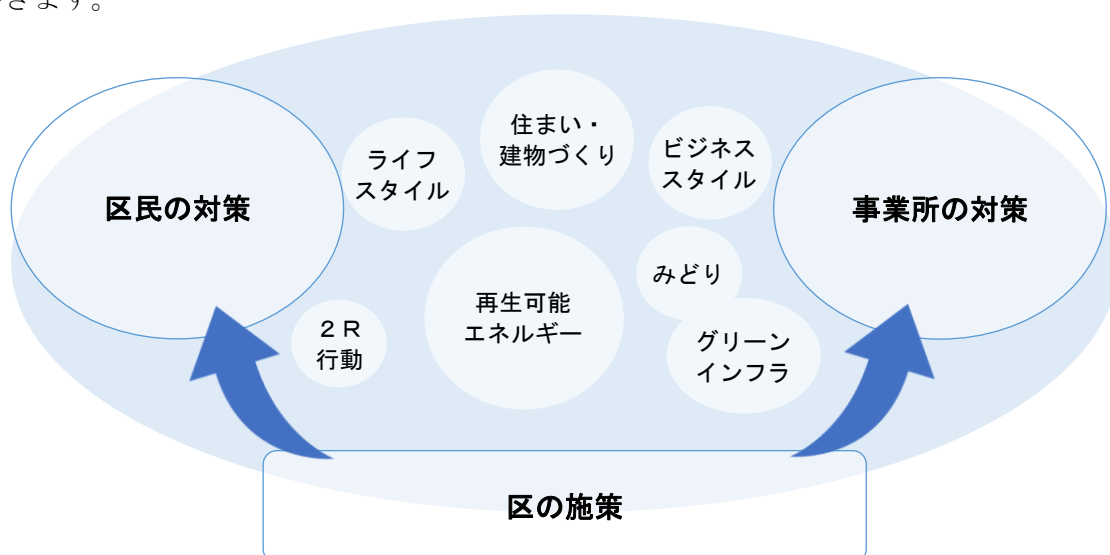 きます。
住まい・
建物づくり
ビジネス
スタイル
ライフ
スタイル
区民の対策
事業所の対策
みどり
再生可能
エネルギー
２Ｒ
行動
グリーン
インフラ
区の施策